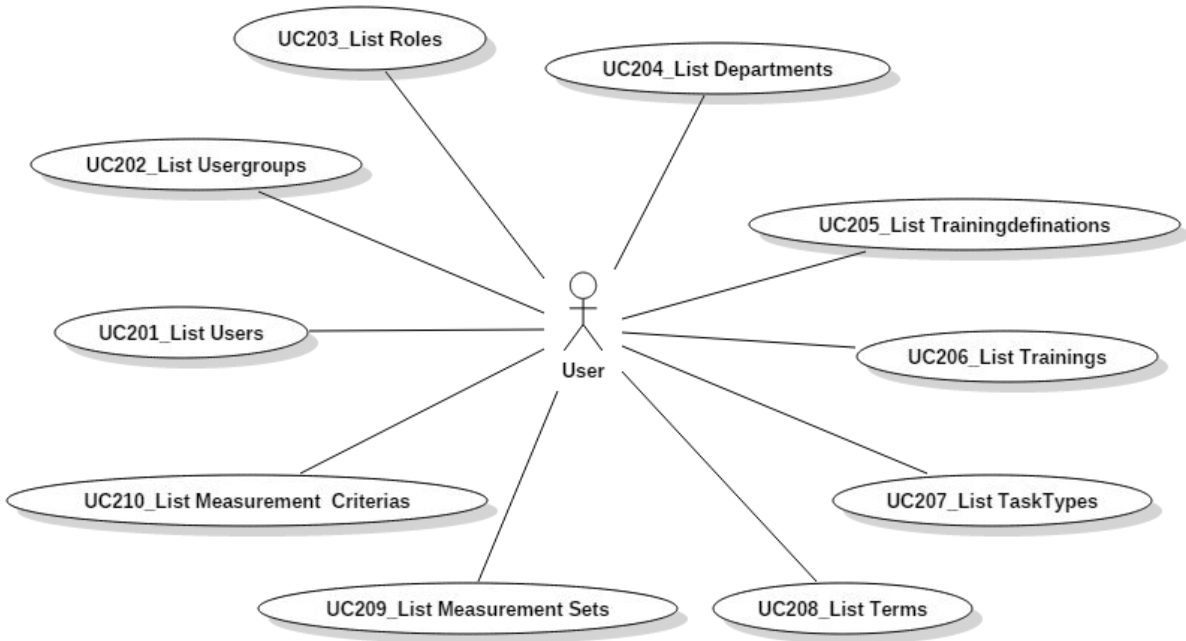 UC203_List Roles
UC204_List Departments
UC202_List Usergroups
UC205_List Trainingdefinations
UC201_List Users
User
UC206_List Trainings
UC210_List Measurement  Criterias
UC207_List TaskTypes
UC209_List Measurement Sets
UC208_List Terms